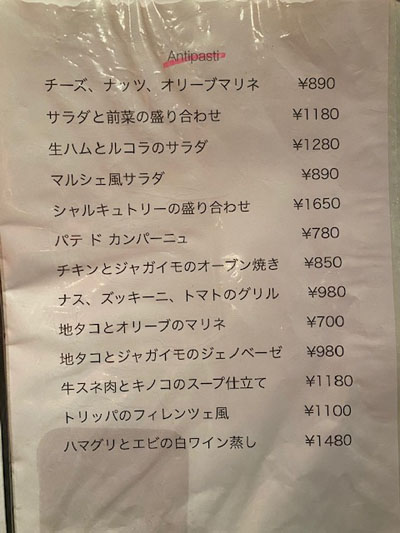 Antipasti
チーズ、ナッツ、オリーブマリネ ¥890
サラダと前菜の盛り合わせ ¥1180
生ハムとルコラのサラダ ¥1280
マルシェ風サラダ ¥890
シャルキュトリーの盛り合わせ ¥1650
パテ ド カンパーニュ ¥780
チキンとジャガイモのオーブン焼き ¥850
ナス、ズッキーニ、トマトのグリル ¥980
地タコとオリーブのマリネ ¥700
地タコとジャガイモのジェノベーゼ ¥980
牛スネ肉とキノコのスープ仕立て ¥1180
トリッパのフィレンツェ風 ¥1100
ハマグリとエビの白ワイン蒸し ¥1480